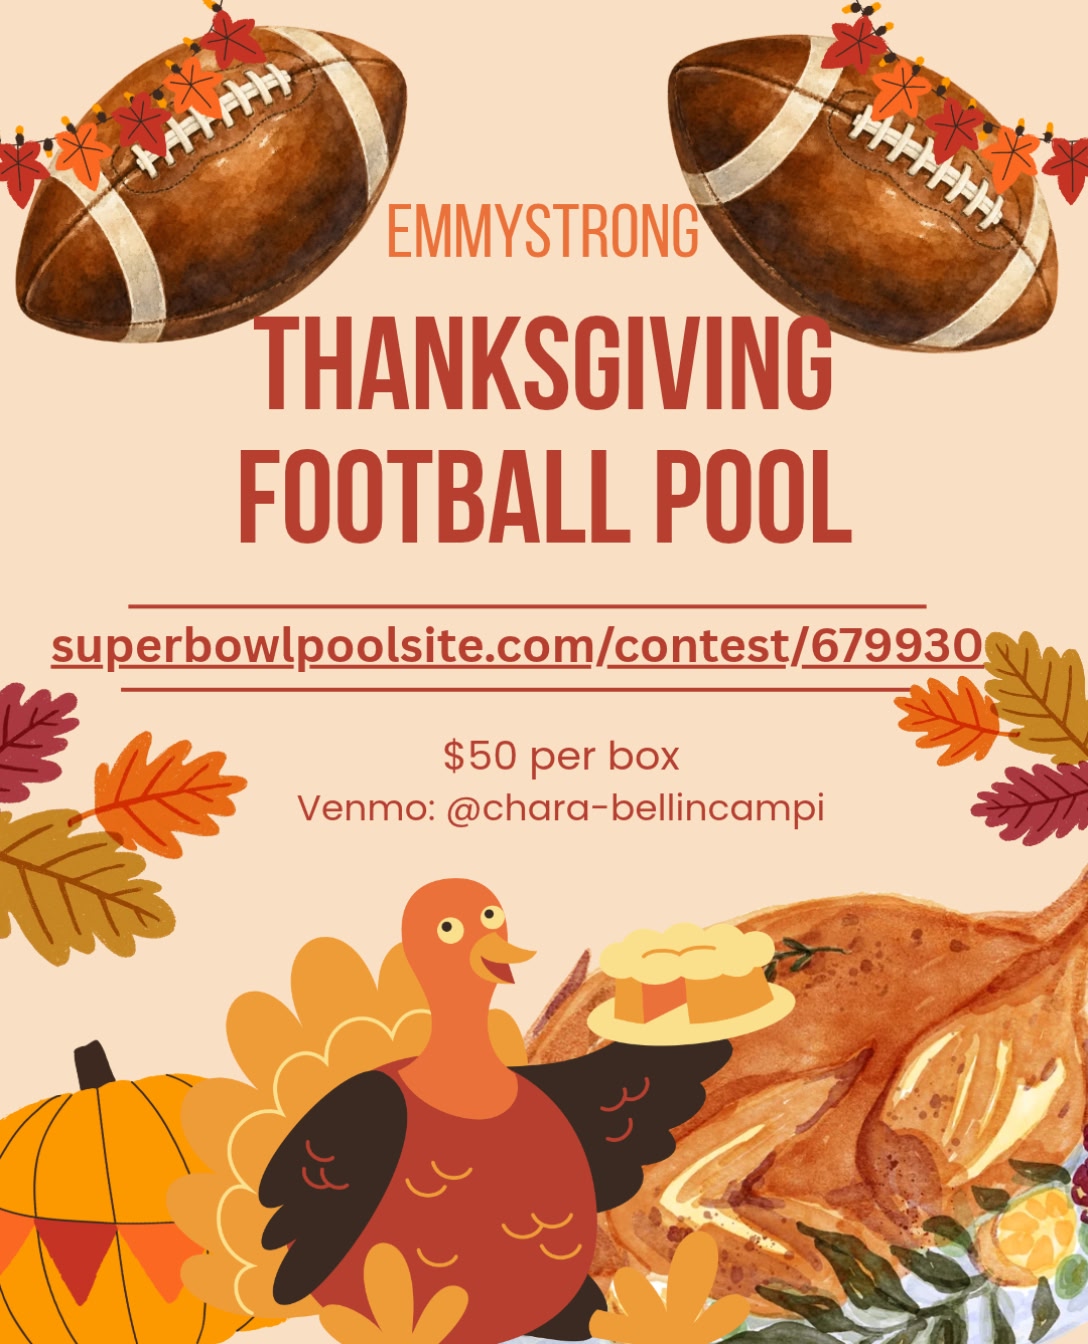 EMMYSTRONG
THANKSGIVING
FOOTBALL POOL
superbowlpoolsite.com/contest/679930
$50 per box
Venmo: @chara-bellincampi